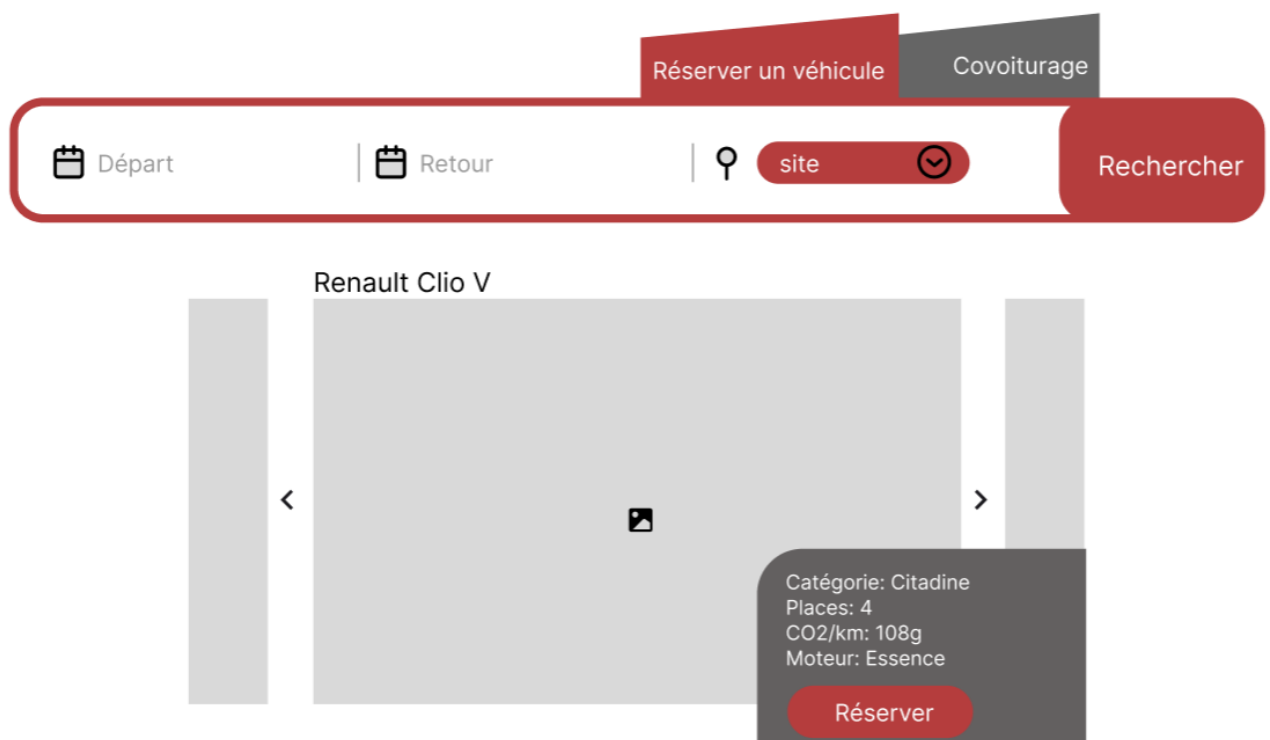 Réserver un véhicule
Covoiturage
Départ
Retour
site
Rechercher
Renault Clio V
Catégorie: Citadine
Places: 4
CO2/km: 108g
Moteur: Essence
Réserver